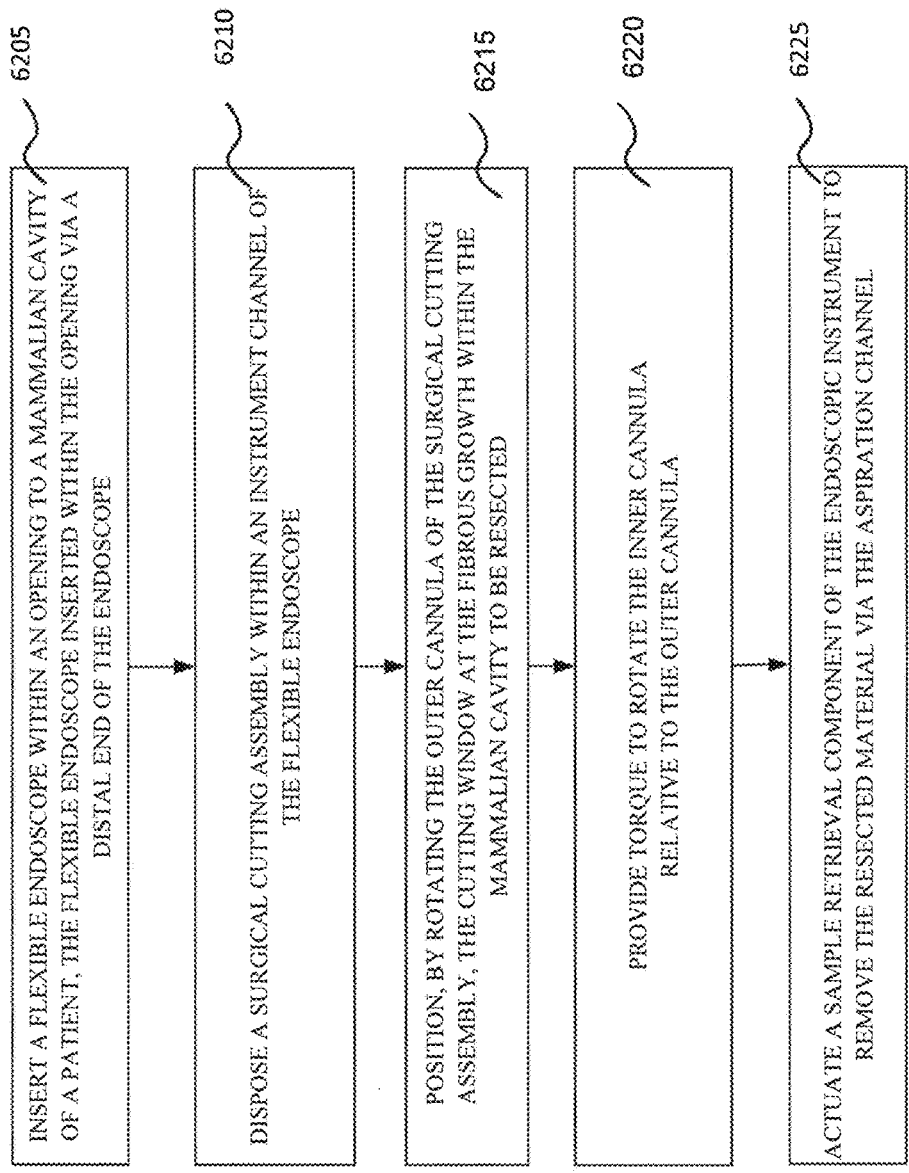 6205
INSERT A FLEXIBLE ENDOSCOPE WITHIN AN OPENING TO A MAMMALIAN CAVITY
OF A PATIENT, THE FLEXIBLE ENDOSCOPE INSERTED WITHIN THE OPENING VIA A
DISTAL END OF THE ENDOSCOPE
6210
DISPOSE A SURGICAL CUTTING ASSEMBLY WITHIN AN INSTRUMENT CHANNEL OF
THE FLEXIBLE ENDOSCOPE
6215
POSITION, BY ROTATING THE OUTER CANNULA OF THE SURGICAL CUTTING
ASSEMBLY, THE CUTTING WINDOW AT THE FIBROUS GROWTH WITHIN THE
MAMMALIAN CAVITY TO BE RESECTED
6220
PROVIDE TORQUE TO ROTATE THE INNER CANNULA
RELATIVE TO THE OUTER CANNULA
6225
ACTUATE A SAMPLE RETRIEVAL COMPONENT OF THE ENDOSCOPIC INSTRUMENT TO
REMOVE THE RESECTED MATERIAL VIA THE ASPIRATION CHANNEL